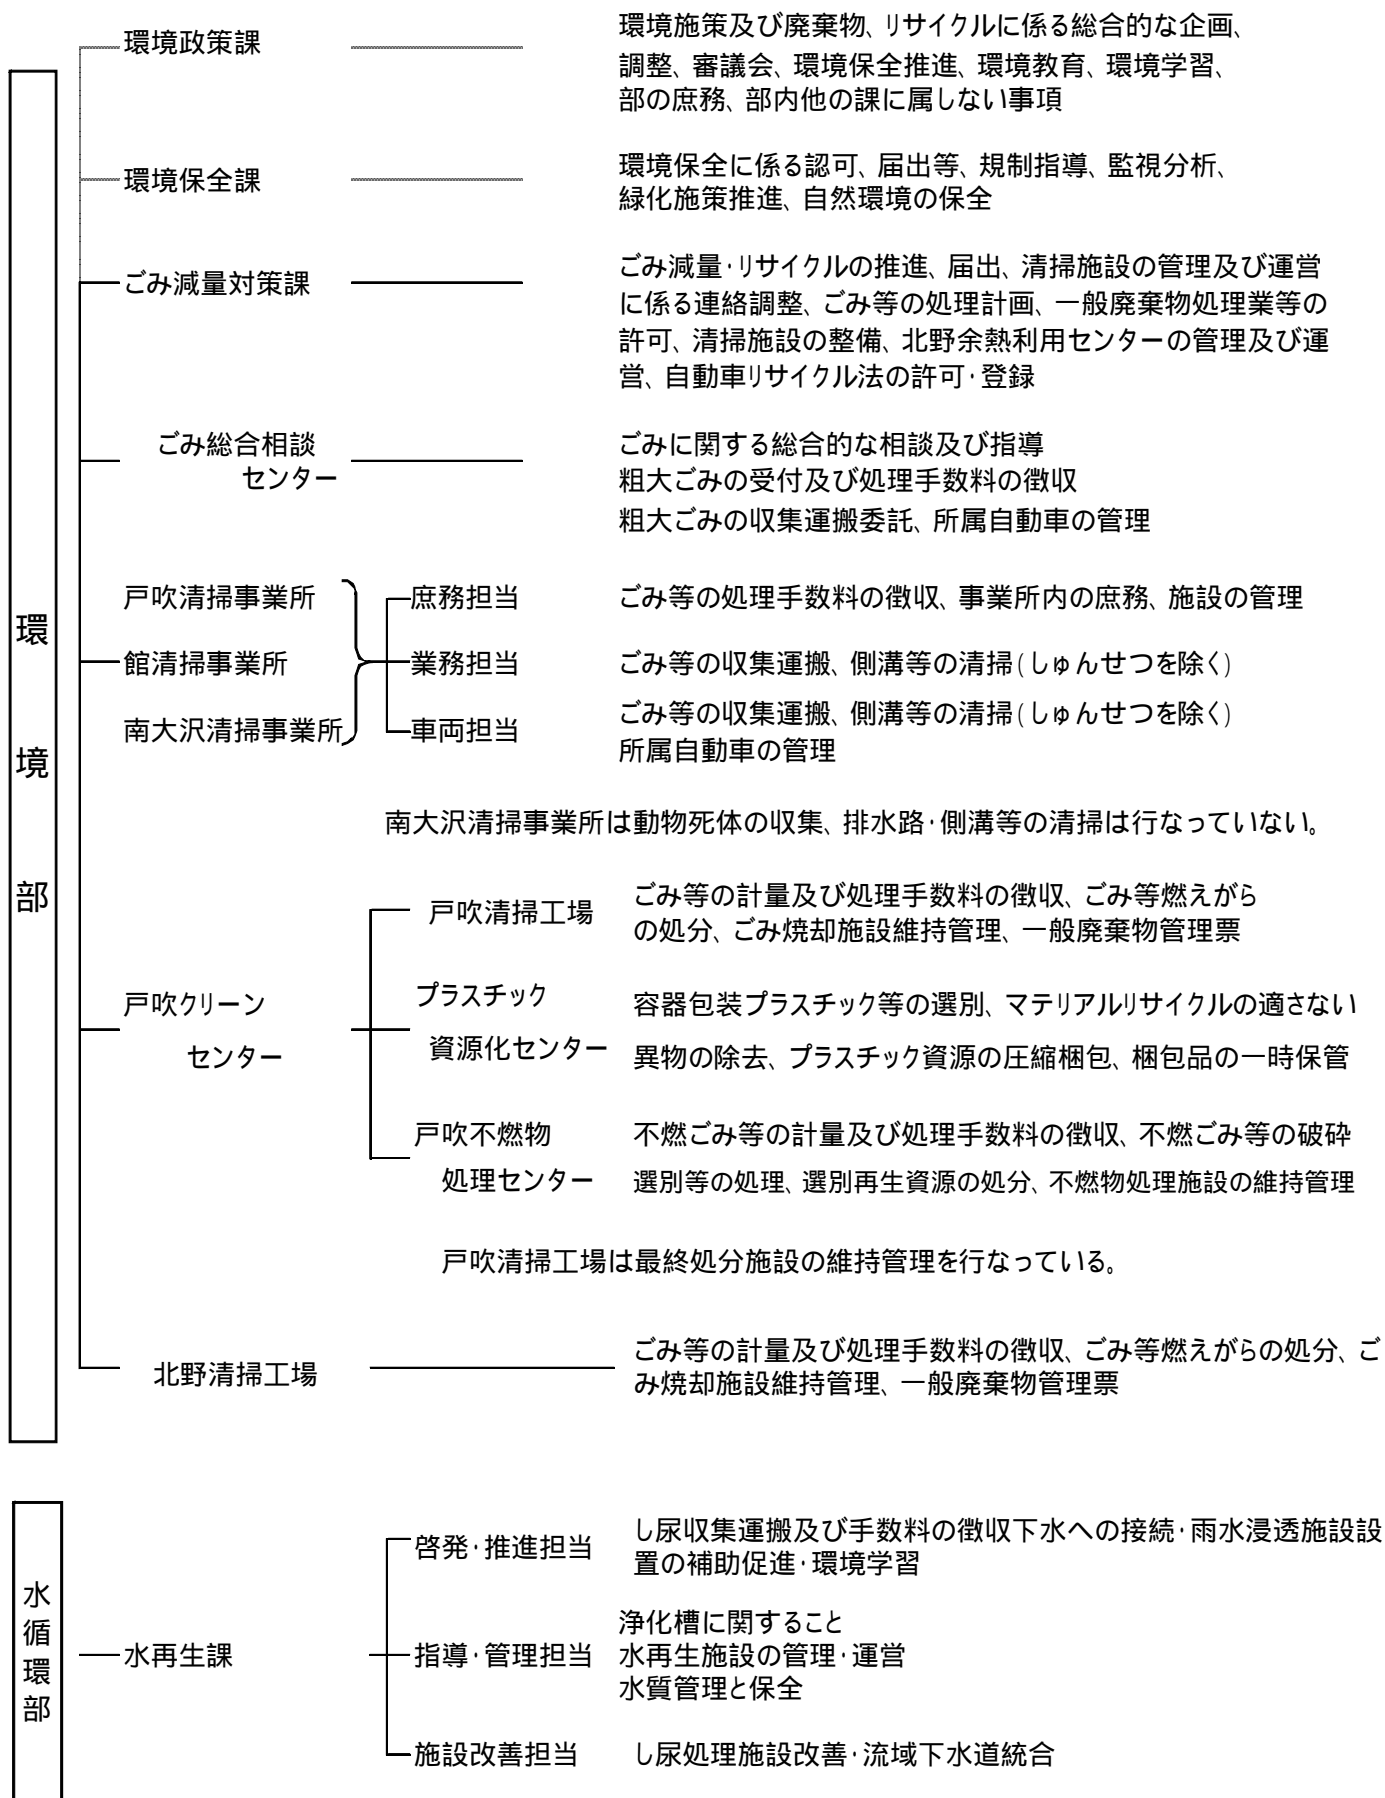 環境部
環境政策課
環境施策及び廃棄物、リサイクルに係る総合的な企画、
調整、審議会、環境保全推進、環境教育、環境学習、
部の庶務、部内他の課に属しない事項
環境保全課
環境保全に係る認可、届出等、規制指導、監視分析、
緑化施策推進、自然環境の保全
ごみ減量対策課
ごみ減量・リサイクルの推進、届出、清掃施設の管理及び運営
に係る連絡調整、ごみ等の処理計画、一般廃棄物処理業等の
許可、清掃施設の整備、北野余熱利用センターの管理及び運
営、自動車リサイクル法の許可・登録
ごみ総合相談
センター
ごみに関する総合的な相談及び指導
粗大ごみの受付及び処理手数料の徴収
粗大ごみの収集運搬委託、所属自動車の管理
戸吹清掃事業所
館清掃事業所
南大沢清掃事業所
庶務担当
ごみ等の処理手数料の徴収、事業所内の庶務、施設の管理
業務担当
ごみ等の収集運搬、側溝等の清掃(しゅんせつを除く)
車両担当
ごみ等の収集運搬、側溝等の清掃(しゅんせつを除く)
所属自動車の管理
南大沢清掃事業所は動物死体の収集、排水路・側溝等の清掃は行なっていない。
戸吹クリーン
センター
戸吹清掃工場
ごみ等の計量及び処理手数料の徴収、ごみ等燃えがら
の処分、ごみ焼却施設維持管理、一般廃棄物管理票
プラスチック
資源化センター
容器包装プラスチック等の選別、マテリアルリサイクルの適さない
異物の除去、プラスチック資源の圧縮梱包、梱包品の一時保管
戸吹不燃物
処理センター
不燃ごみ等の計量及び処理手数料の徴収、不燃ごみ等の破砕
選別等の処理、選別再生資源の処分、不燃物処理施設の維持管理
戸吹清掃工場は最終処分施設の維持管理を行なっている。
北野清掃工場
ごみ等の計量及び処理手数料の徴収、ごみ等燃えがらの処分、ご
み焼却施設維持管理、一般廃棄物管理票
水循環部
水再生課
啓発・推進担当
し尿収集運搬及び手数料の徴収下水への接続・雨水浸透施設設
置の補助促進・環境学習
指導・管理担当
浄化槽に関すること
水再生施設の管理・運営
水質管理と保全
施設改善担当
し尿処理施設改善・流域下水道統合